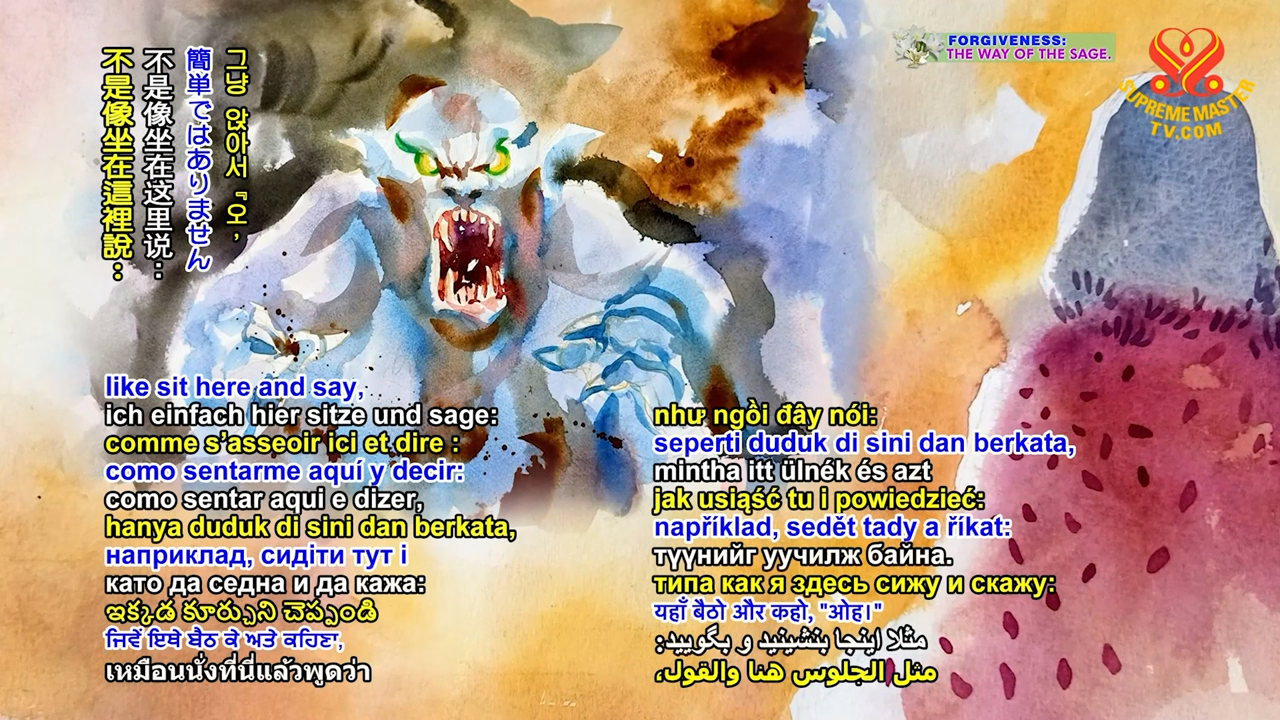 FORGIVENESS:
THE WAY OF THE SAGE.
SUPREME MASTER
TV.COM
그냥 앉아서『오,
簡単ではありません
不是像坐在这里说：
不是像坐在這裡說：
like sit here and say,
ich einfach hier sitze und sage:
comme s’asseoir ici et dire :
como sentarme aquí y decir:
como sentar aqui e dizer,
hanya duduk di sini dan berkata,
наприклад, сидіти тут і
като да седна и да кажа:
ఇక్కడ కూర్చుని చెప్పండి
ਜਿਵੇਂ ਇਥੇ ਬੈਠ ਕੇ ਅਤੇ ਕਹਿਣਾ,
เหมือนนั่งที่นี่แล้วพูดว่า
như ngồi đây nói:
seperti duduk di sini dan berkata,
mintha itt ülnék és azt
jak usiąść tu i powiedzieć:
například, sedět tady a říkat:
түүнийг уучилж байна.
типа как я здесь сижу и скажу:
यहाँ बैठो और कहो, "ओह।"
مثلا اینجا بنشینید و بگویید:
مثل الجلوس هنا والقول،